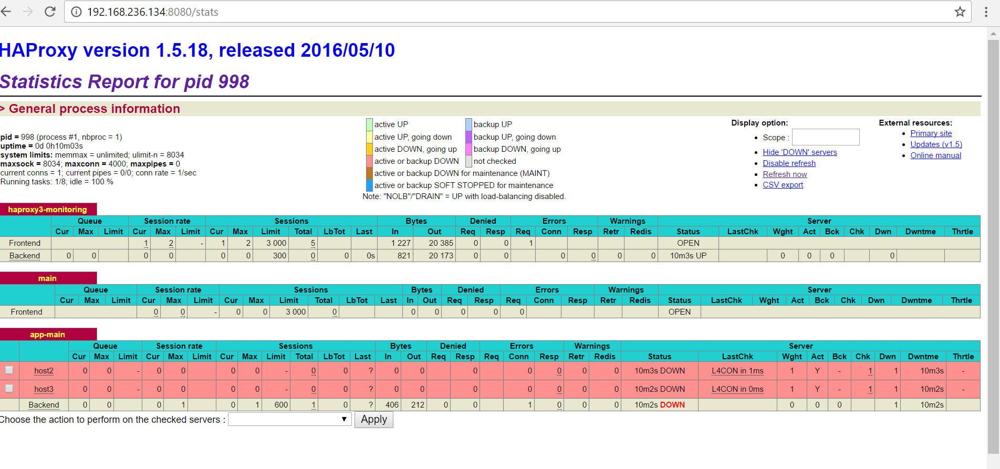 192.168.236.134:8080/stats
HAProxy version 1.5.18, released 2016/05/10
Statistics Report for pid 998
> General process information
pid = 998 (process #1, nbproc = 1)
uptime = 0d 0h10m03s
system limits: memmax = unlimited; ulimit-n = 8034
maxsock = 8034; maxconn = 4000; maxpipes = 0
current conns = 1; current pipes = 0/0; conn rate = 1/sec
Running tasks: 1/8; idle = 100 %
active UP backup UP
active UP, going down backup UP, going down
active DOWN, going up backup DOWN, going up
active or backup DOWN not checked
active or backup DOWN for maintenance (MAINT)
active or backup SOFT STOPPED for maintenance
Note: "NOLB"/"DRAIN" = UP with load-balancing disabled.
Display option:
Scope :
Hide 'DOWN' servers
Disable refresh
Refresh now
CSV export
External resources:
Primary site
Updates (v1.5)
Online manual
haproxy3-monitoring
Queue Session rate Sessions Bytes Denied Errors Warnings Server
Cur Max Limit Cur Max Limit Cur Max Limit Total LbTot Last In Out Req Resp Req Conn Resp Retr Redis Status LastChk Wght Act Bck Chk Dwn Dwntme Thrtle
Frontend 1 2 - 1 2 3 000 5 1 227 20 385 0 0 1 OPEN
Backend 0 0 0 0 0 0 300 0 0 0s 821 20 173 0 0 0 0 0 0 10m3s UP 0 0 0 0
main
Queue Session rate Sessions Bytes Denied Errors Warnings Server
Cur Max Limit Cur Max Limit Cur Max Limit Total LbTot Last In Out Req Resp Req Conn Resp Retr Redis Status LastChk Wght Act Bck Chk Dwn Dwntme Thrtle
Frontend 0 0 - 0 0 3 000 0 0 0 0 0 0 OPEN
app-main
Queue Session rate Sessions Bytes Denied Errors Warnings Server
Cur Max Limit Cur Max Limit Cur Max Limit Total LbTot Last In Out Req Resp Req Conn Resp Retr Redis Status LastChk Wght Act Bck Chk Dwn Dwntme Thrtle
host2 0 0 - 0 0 0 0 - 0 0 ? 0 0 0 0 0 0 0 10m3s DOWN L4CON in 1ms 1 Y - 1 1 10m3s -
host3 0 0 - 0 0 0 0 - 0 0 ? 0 0 0 0 0 0 0 10m2s DOWN L4CON in 0ms 1 Y - 1 1 10m2s -
Backend 0 0 0 1 0 1 600 1 0 ? 406 212 0 0 1 0 0 0 10m2s DOWN 0 0 0 1 10m2s
Choose the action to perform on the checked servers : Apply